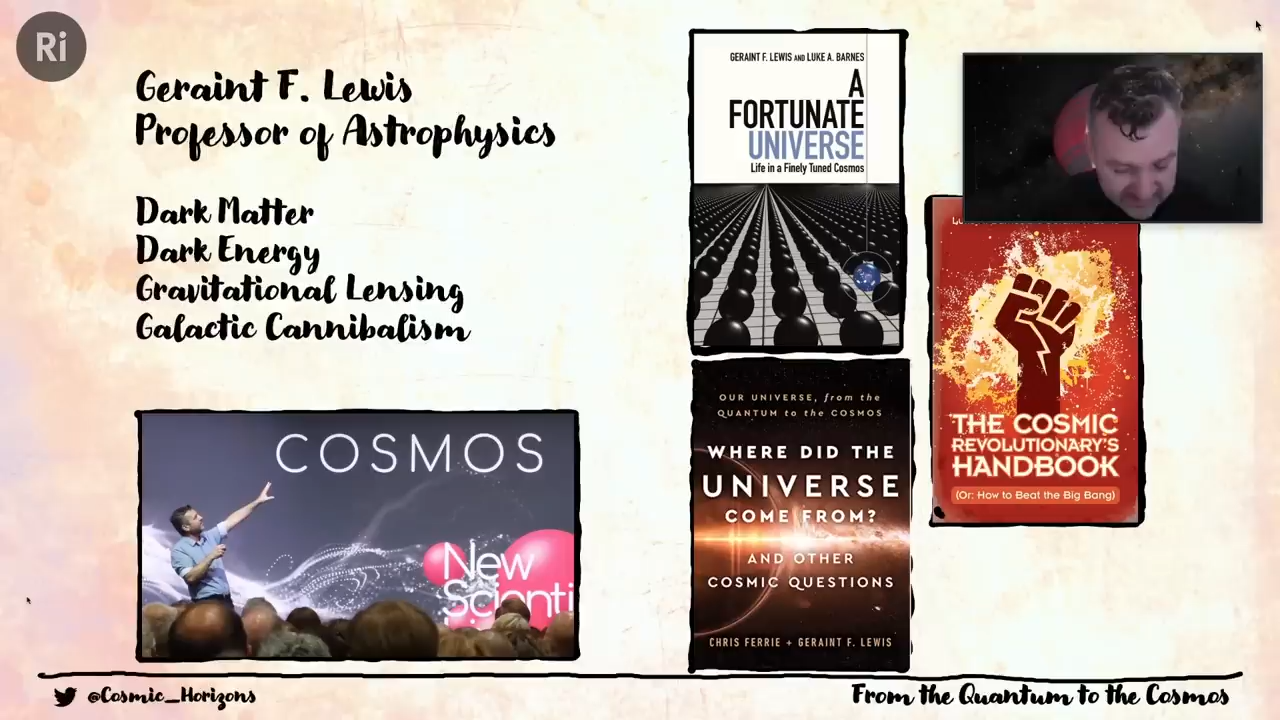 Ri
Geraint F. Lewis
Professor of Astrophysics
Dark Matter
Dark Energy
Gravitational Lensing
Galactic Cannibalism
COSMOS
New
Scienti
GERAINT F. LEWIS AND LUKE A. BARNES
A
FORTUNATE
UNIVERSE
Life in a Finely Tuned Cosmos
OUR UNIVERSE, from the
QUANTUM to the COSMOS
WHERE DID THE
UNIVERSE
COME FROM?
AND OTHER
COSMIC QUESTIONS
CHRIS FERRIE + GERAINT F. LEWIS
THE COSMIC
REVOLUTIONARY'S
HANDBOOK
(Or: How to Beat the Big Bang)
@Cosmic_Horizons
From the Quantum to the Cosmos